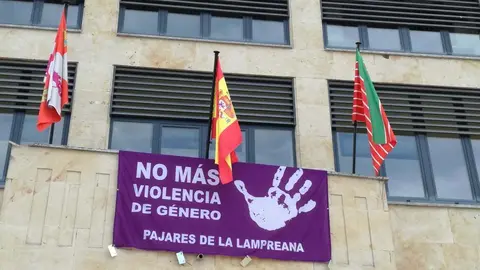 NO MÁS
VIOLENCIA
DE GÉNERO
PAJARES DE LA LAMPREANA